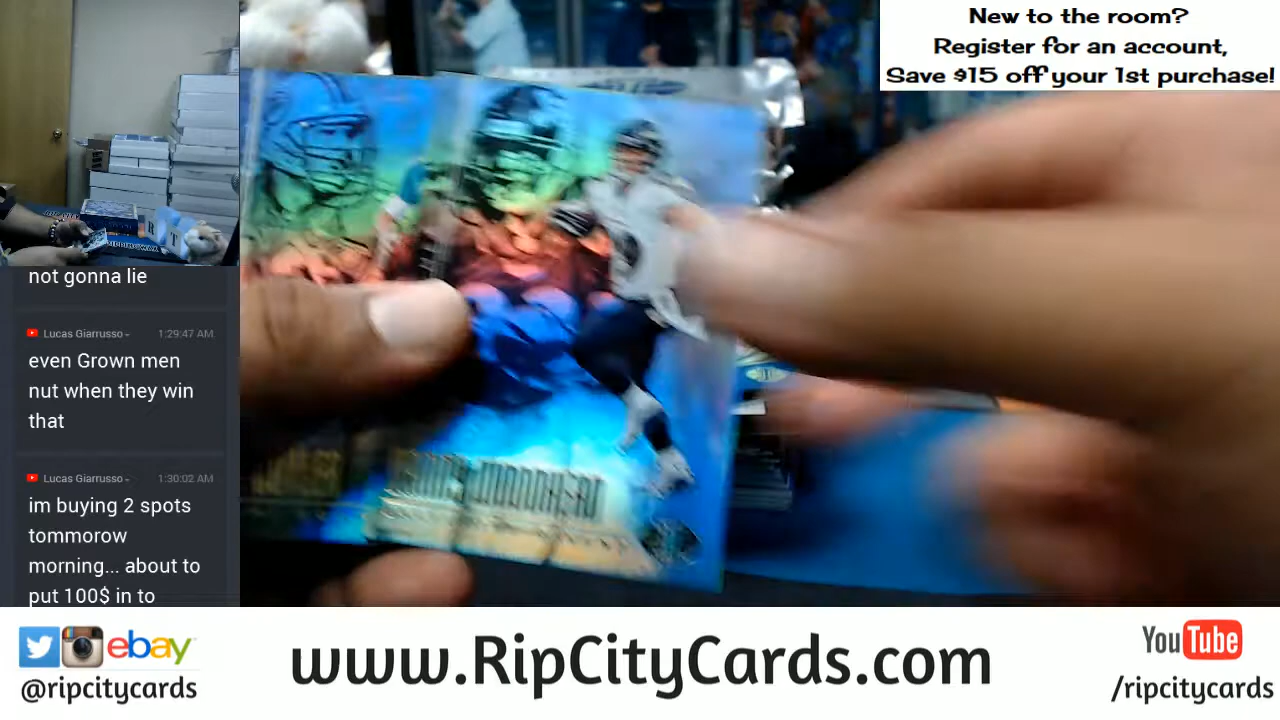 New to the room?
Register for an account,
Save $15 off your 1st purchase!
not gonna lie
Lucas Giarrusso
1:29:47 AM
even Grown men
nut when they win
that
Lucas Giarrusso
1:30:02 AM
im buying 2 spots
tommorow
morning... about to
put 100$ in to
ebay
@ripcitycards
www.RipCityCards.com
YouTube
/ripcitycards